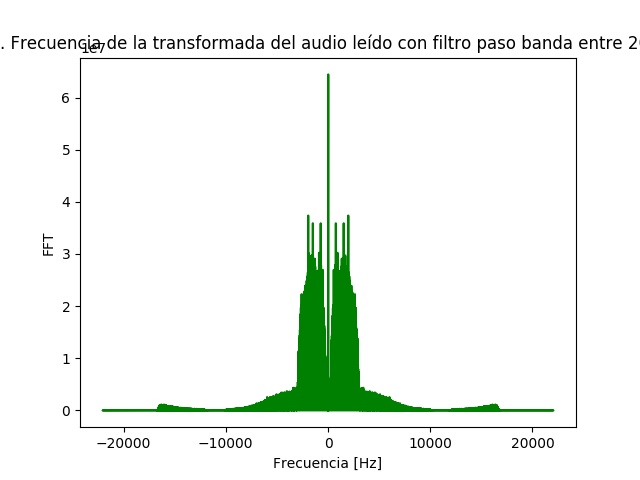 . Frecuencia de la transformada del audio leído con filtro paso banda entre
1e7
6
5
4
3
2
1
0
FFT
−20000 −10000 0 10000 20000
Frecuencia [Hz]